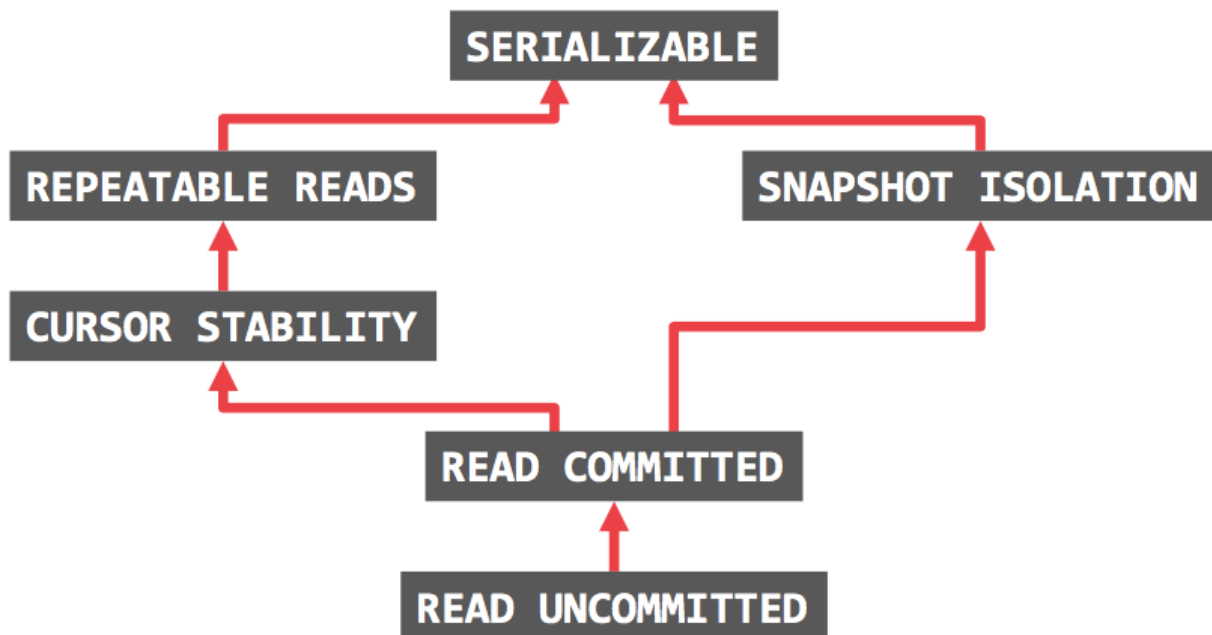 SERIALIZABLE
REPEATABLE READS
SNAPSHOT ISOLATION
CURSOR STABILITY
READ COMMITTED
READ UNCOMMITTED